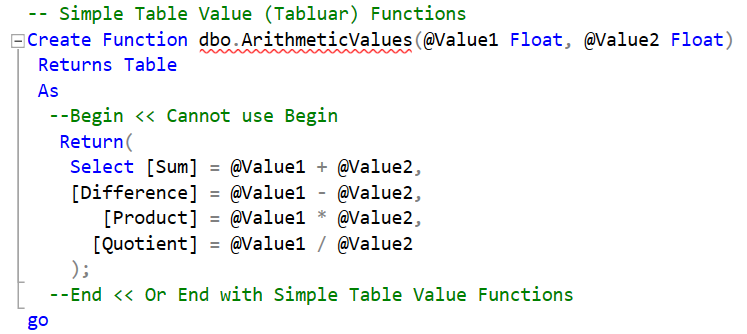 -- Simple Table Value (Tabluar) Functions
Create Function dbo.ArithmeticValues(@Value1 Float, @Value2 Float)
Returns Table
As
--Begin << Cannot use Begin
Return(
Select [Sum] = @Value1 + @Value2,
[Difference] = @Value1 - @Value2,
[Product] = @Value1 * @Value2,
[Quotient] = @Value1 / @Value2
);
--End << Or End with Simple Table Value Functions
go